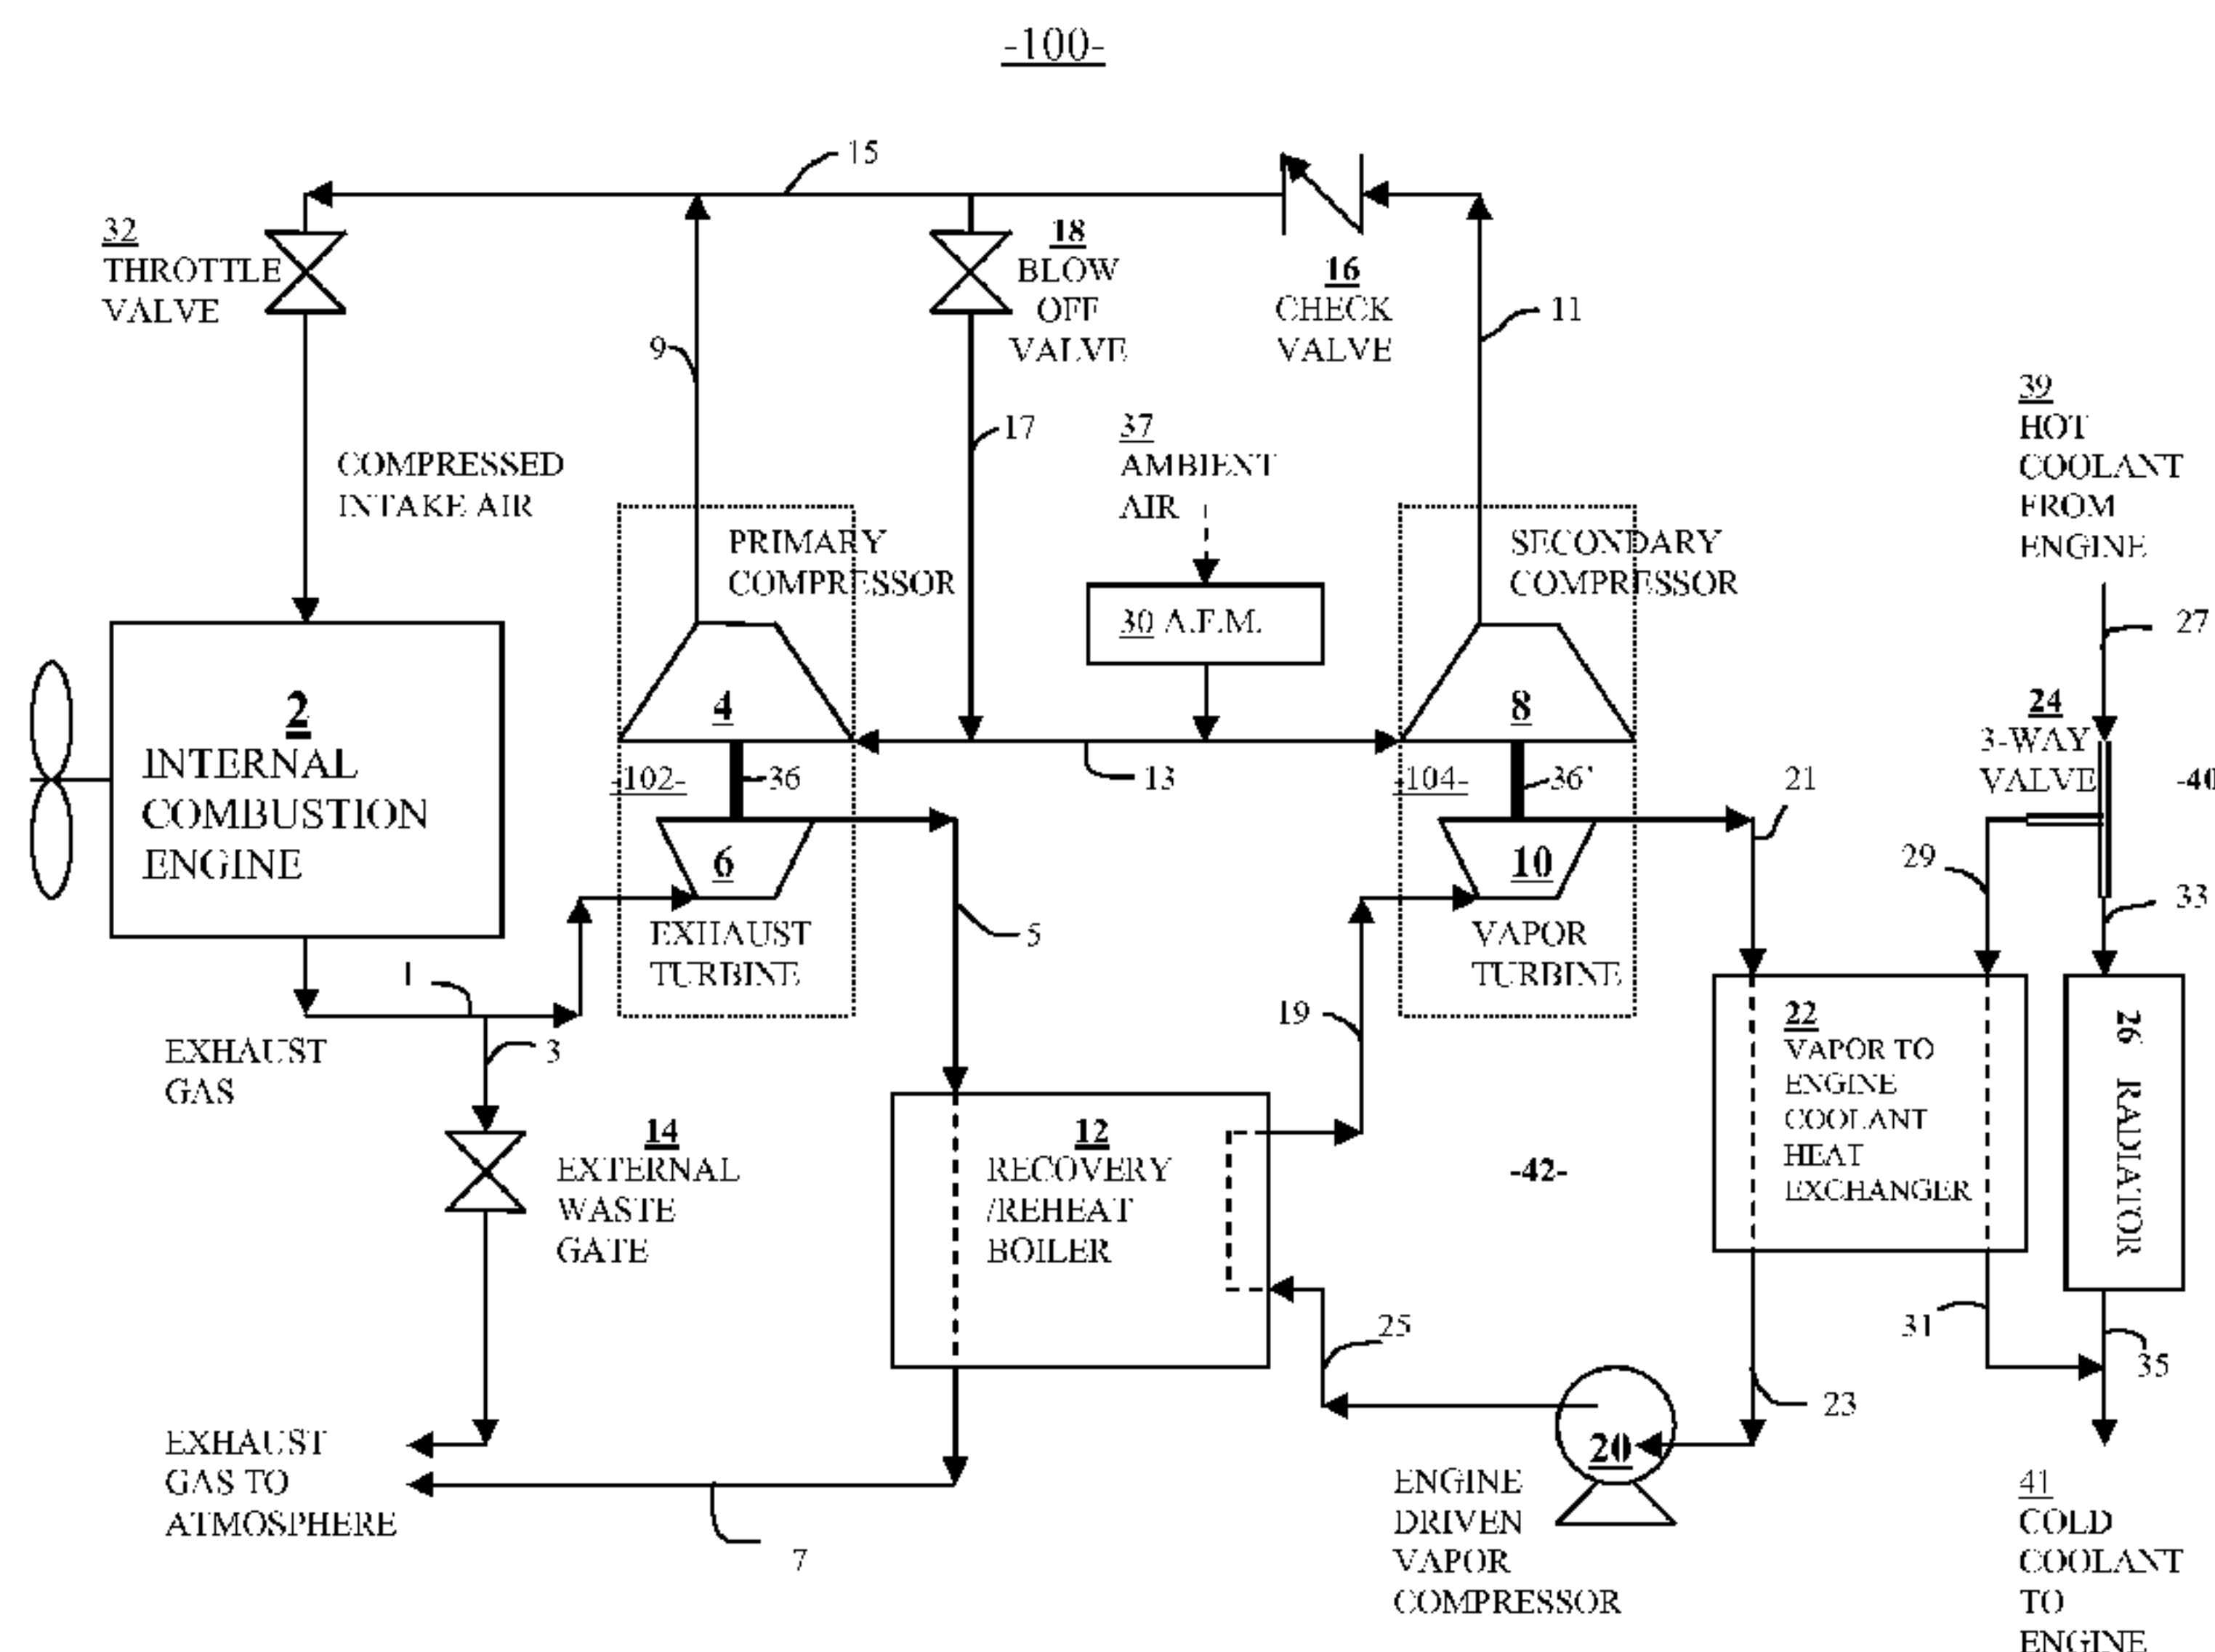 -100-
15
32
THROTTLE
VALVE
18
BLOW
OFF
VALVE
16
CHECK
VALVE
11
9
17
37
AMBIENT
AIR
39
HOT
COOLANT
FROM
ENGINE
COMPRESSED
INTAKE AIR
PRIMARY
COMPRESSOR
SECONDARY
COMPRESSOR
30 A.F.M.
27
2
INTERNAL
COMBUSTION
ENGINE
4
8
24
3-WAY
VALVE
-40
-102-
36
13
-104-
36'
21
6
10
29
33
EXHAUST
TURBINE
5
VAPOR
TURBINE
1
3
19
EXHAUST
GAS
22
VAPOR TO
ENGINE
COOLANT
HEAT
EXCHANGER
26 RADIATOR
14
EXTERNAL
WASTE
GATE
12
RECOVERY
/REHEAT
BOILER
-42-
25
31
35
23
EXHAUST
GAS TO
ATMOSPHERE
7
20
ENGINE
DRIVEN
VAPOR
COMPRESSOR
41
COLD
COOLANT
TO
ENGINE